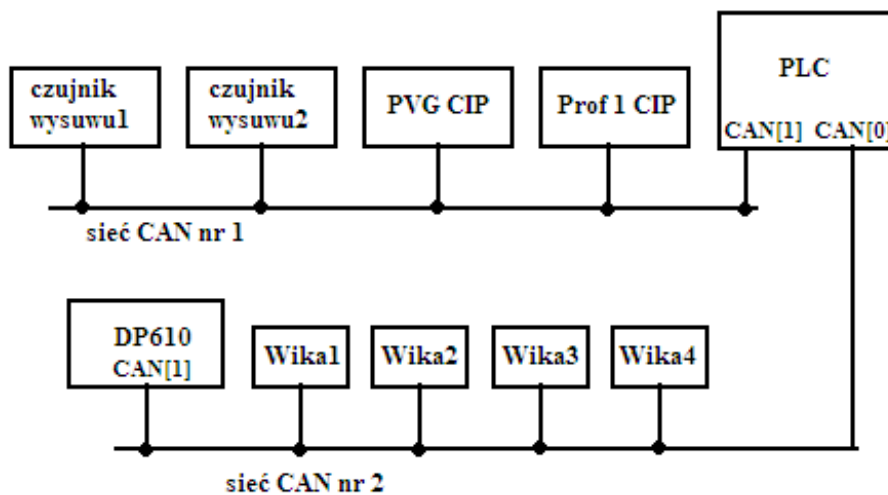 czujnik
wysuwu1
czujnik
wysuwu2
PVG CIP
Prof 1 CIP
PLC
CAN[1] CAN[0]
sieć CAN nr 1
DP610
CAN[1]
Wika1
Wika2
Wika3
Wika4
sieć CAN nr 2